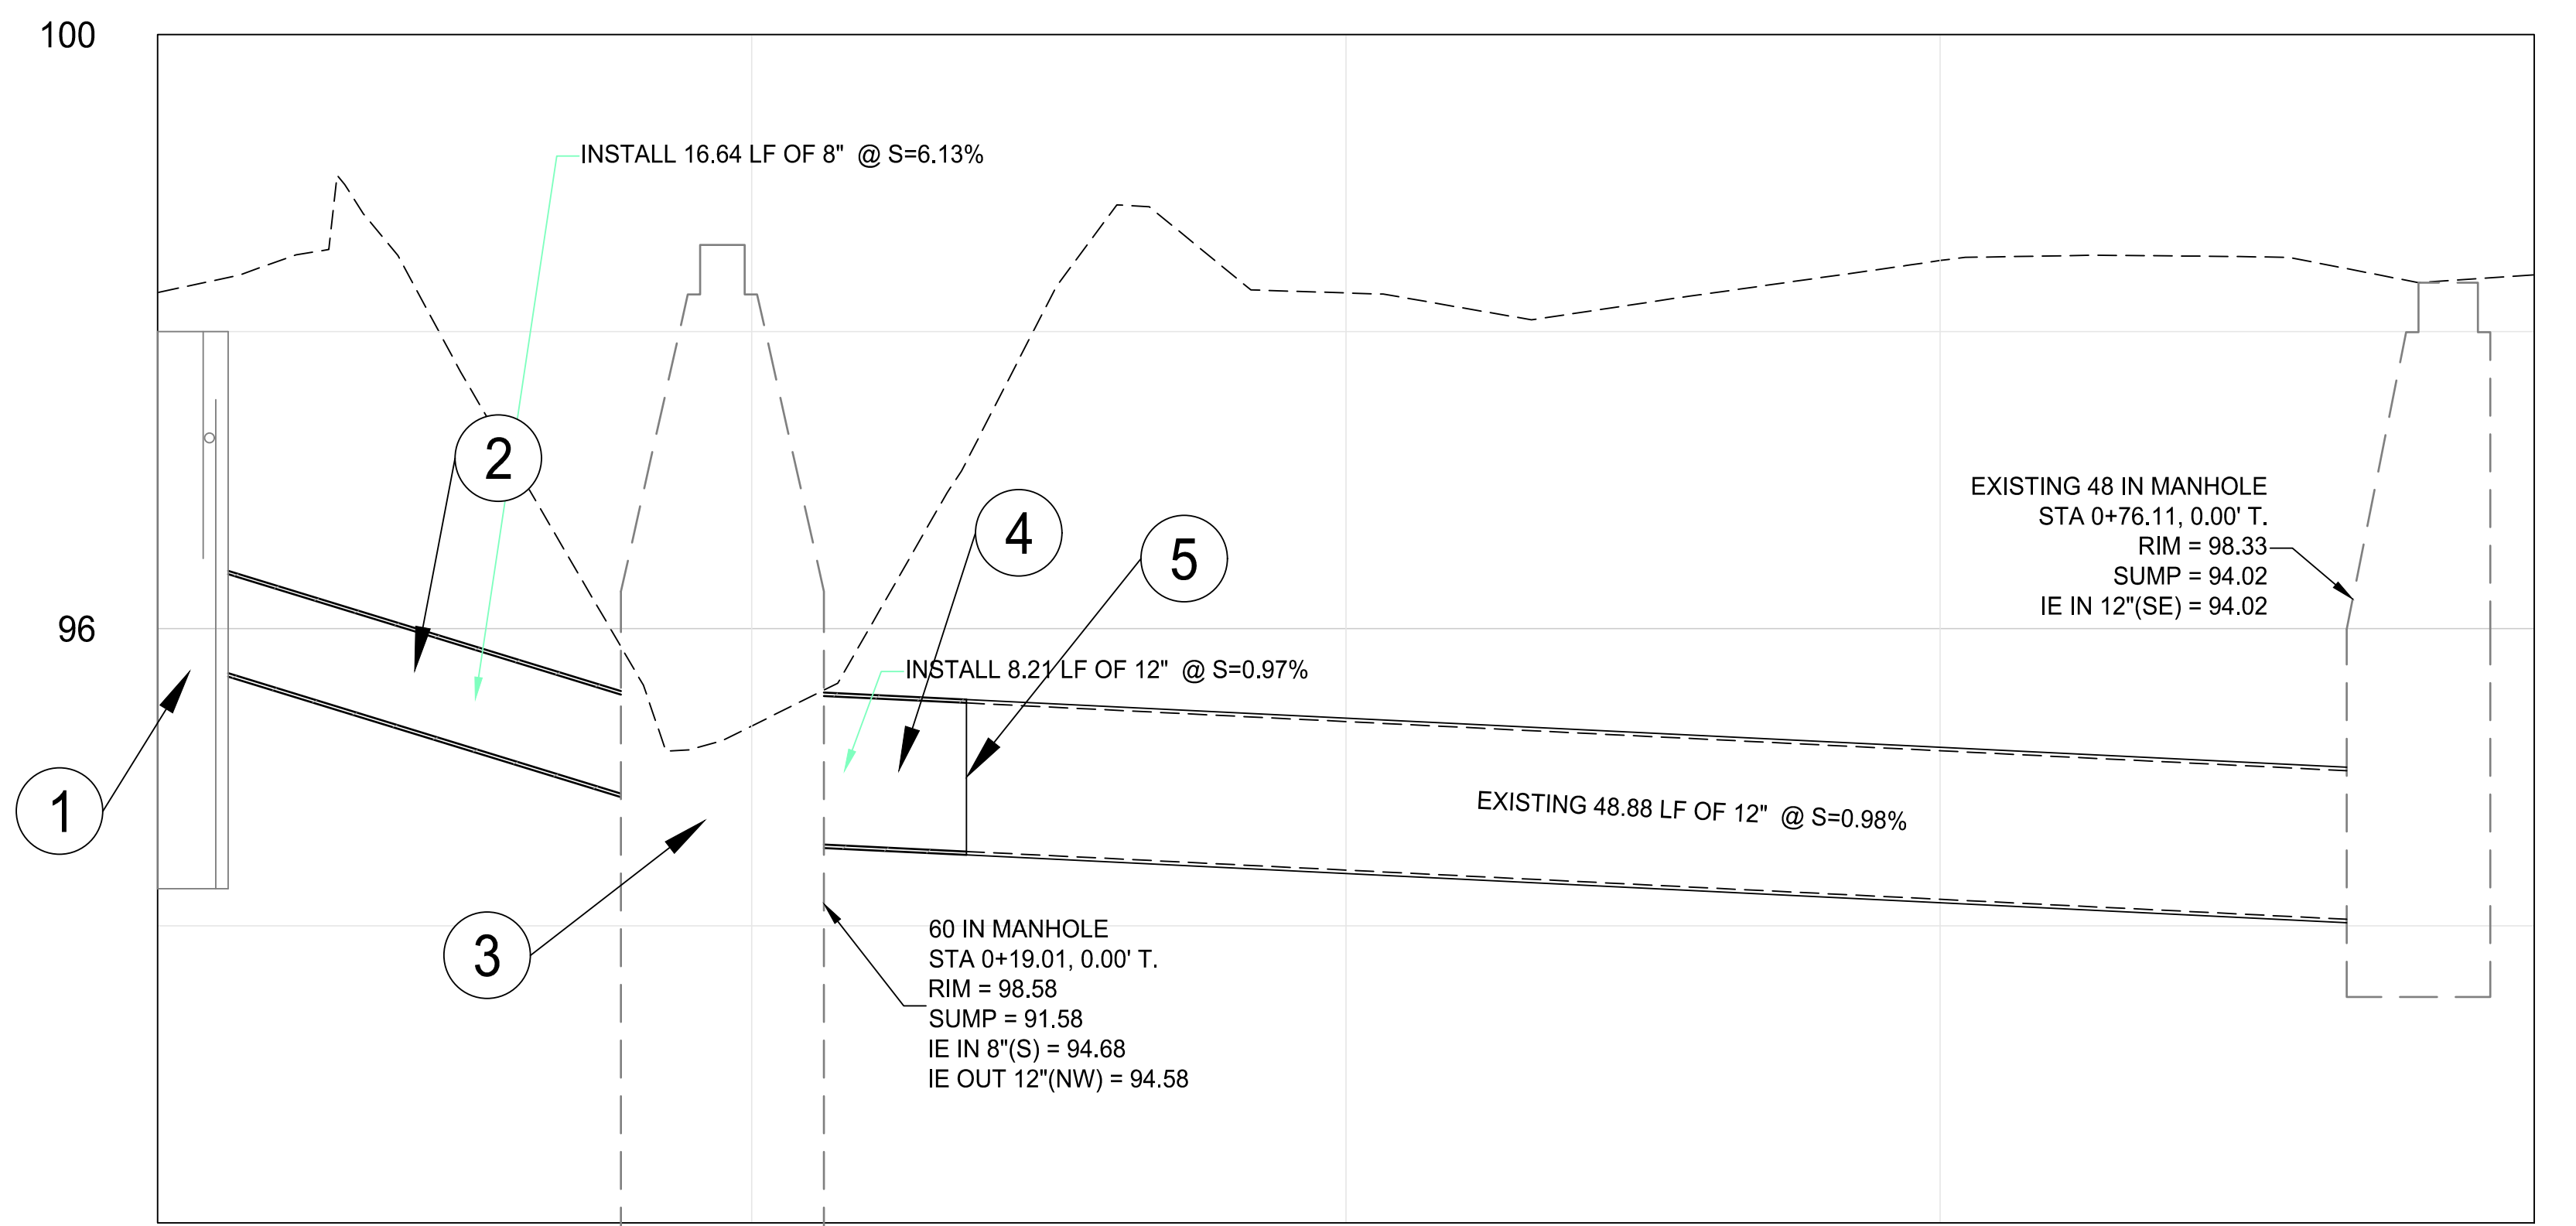 100
INSTALL 16.64 LF OF 8" @ S=6.13%
2
4
5
EXISTING 48 IN MANHOLE
STA 0+76.11, 0.00' T.
RIM = 98.33
SUMP = 94.02
IE IN 12"(SE) = 94.02
96
INSTALL 8.21 LF OF 12" @ S=0.97%
1
EXISTING 48.88 LF OF 12" @ S=0.98%
3
60 IN MANHOLE
STA 0+19.01, 0.00' T.
RIM = 98.58
SUMP = 91.58
IE IN 8"(S) = 94.68
IE OUT 12"(NW) = 94.58